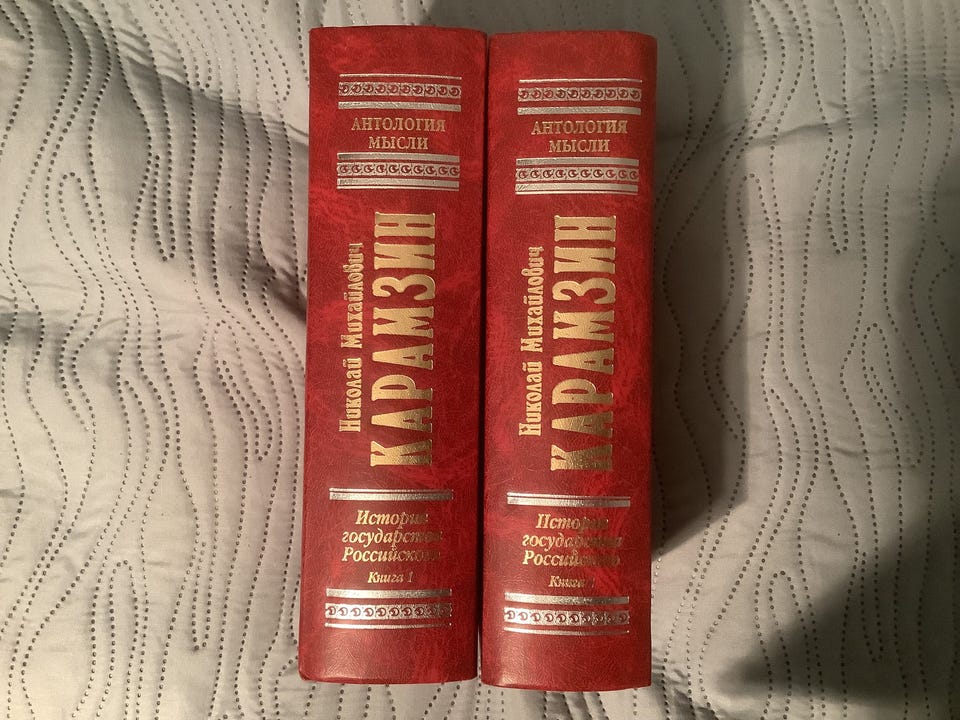 АНТОЛОГИЯ
МЫСЛИ
Николай Михайлович
КАРАМЗИН
История
государства
Российского
Книга 1
АНТОЛОГИЯ
МЫСЛИ
Николай Михайлович
КАРАМЗИН
История
государства
Российского
Книга